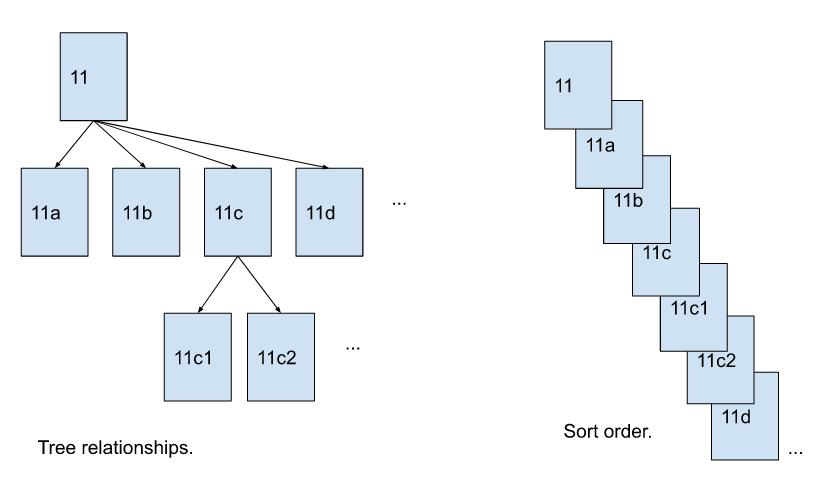 11
11a
11b
11c
11d
...
11c1
11c2
...
Tree relationships.
11
11a
11b
11c
11c1
11c2
11d
...
Sort order.